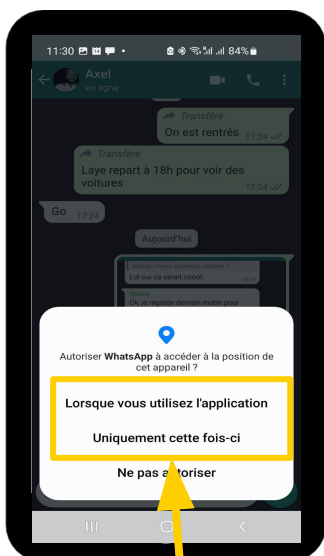 11:30
84%
Axel
en ligne
Transféré
On est rentrés 17:24
Transféré
Laye repart à 18h pour voir des
voitures 17:24
Go 17:24
Aujourd'hui
Lol oui ca serait coool.
Ok je regarde demain matin pour
Autoriser WhatsApp à accéder à la position de
cet appareil ?
Lorsque vous utilisez l'application
Uniquement cette fois-ci
Ne pas autoriser